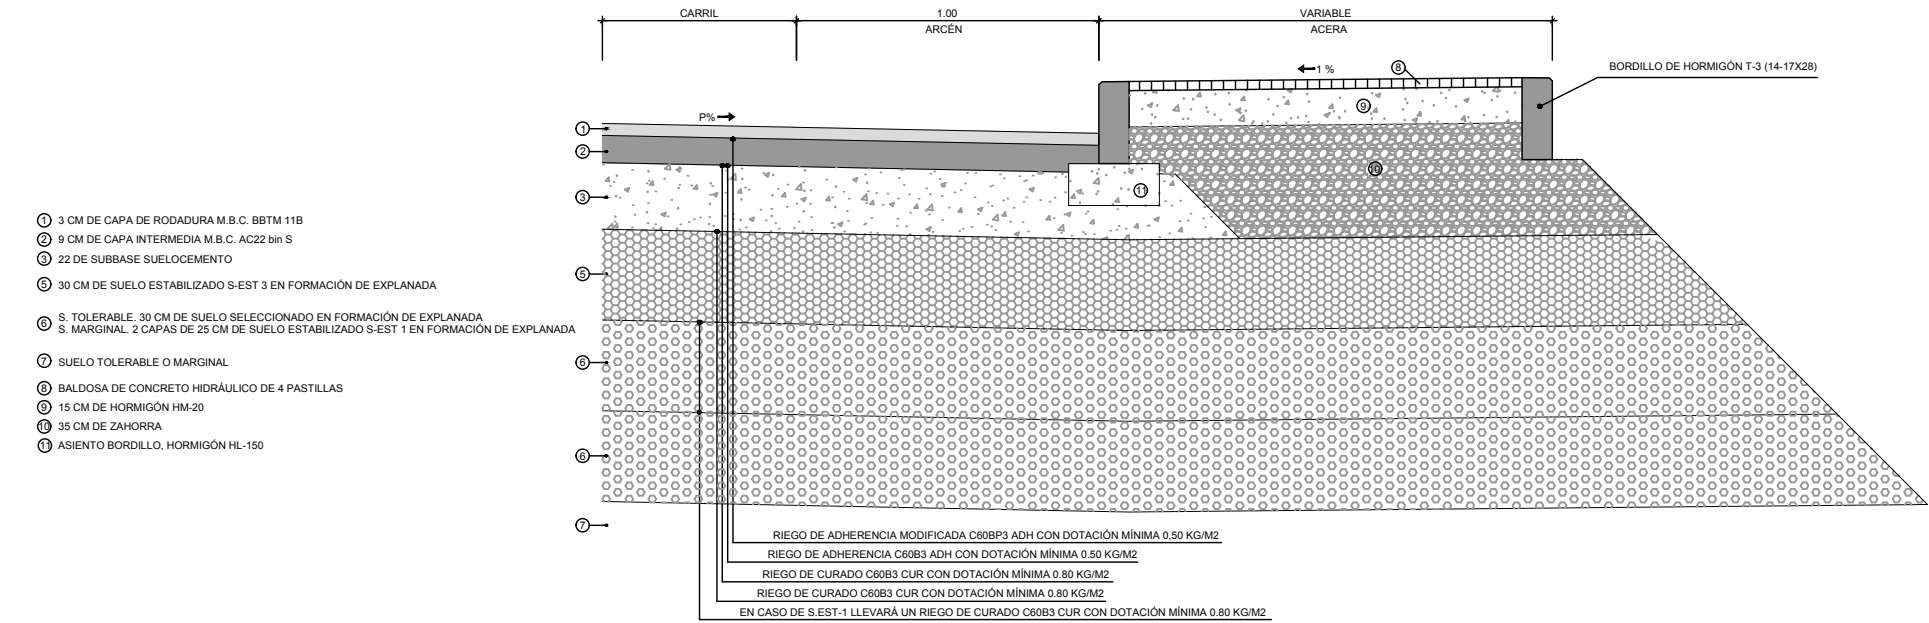 CARRIL
1.00
ARCÉN
VARIABLE
ACERA
1 %
8
BORDILLO DE HORMIGÓN T-3 (14-17X28)
9
P%
1
2
10
11
3
5
6
6
7
1 3 CM DE CAPA DE RODADURA M.B.C. BBTM 11B
2 9 CM DE CAPA INTERMEDIA M.B.C. AC22 bin S
3 22 DE SUBBASE SUELOCEMENTO
5 30 CM DE SUELO ESTABILIZADO S-EST 3 EN FORMACIÓN DE EXPLANADA
6 S. TOLERABLE. 30 CM DE SUELO SELECCIONADO EN FORMACIÓN DE EXPLANADA
S. MARGINAL. 2 CAPAS DE 25 CM DE SUELO ESTABILIZADO S-EST 1 EN FORMACIÓN DE EXPLANADA
7 SUELO TOLERABLE O MARGINAL
8 BALDOSA DE CONCRETO HIDRÁULICO DE 4 PASTILLAS
9 15 CM DE HORMIGÓN HM-20
10 35 CM DE ZAHORRA
11 ASIENTO BORDILLO, HORMIGÓN HL-150
RIEGO DE ADHERENCIA MODIFICADA C60BP3 ADH CON DOTACIÓN MÍNIMA 0,50 KG/M2
RIEGO DE ADHERENCIA C60B3 ADH CON DOTACIÓN MÍNIMA 0.50 KG/M2
RIEGO DE CURADO C60B3 CUR CON DOTACIÓN MÍNIMA 0.80 KG/M2
RIEGO DE CURADO C60B3 CUR CON DOTACIÓN MÍNIMA 0.80 KG/M2
EN CASO DE S.EST-1 LLEVARÁ UN RIEGO DE CURADO C60B3 CUR CON DOTACIÓN MÍNIMA 0.80 KG/M2